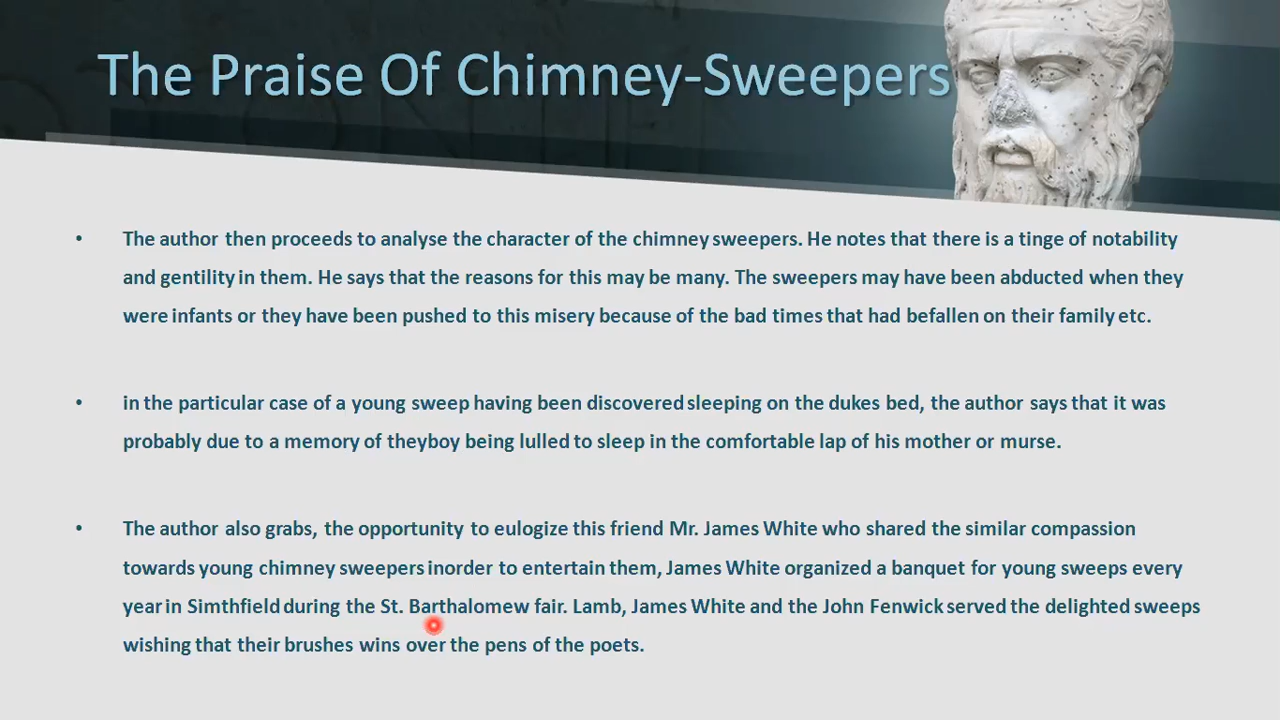 The Praise Of Chimney-Sweepers
• The author then proceeds to analyse the character of the chimney sweepers. He notes that there is a tinge of notability
and gentility in them. He says that the reasons for this may be many. The sweepers may have been abducted when they
were infants or they have been pushed to this misery because of the bad times that had befallen on their family etc.
• in the particular case of a young sweep having been discovered sleeping on the dukes bed, the author says that it was
probably due to a memory of theyboy being lulled to sleep in the comfortable lap of his mother or murse.
• The author also grabs, the opportunity to eulogize this friend Mr. James White who shared the similar compassion
towards young chimney sweepers inorder to entertain them, James White organized a banquet for young sweeps every
year in Simthfield during the St. Barthalomew fair. Lamb, James White and the John Fenwick served the delighted sweeps
wishing that their brushes wins over the pens of the poets.